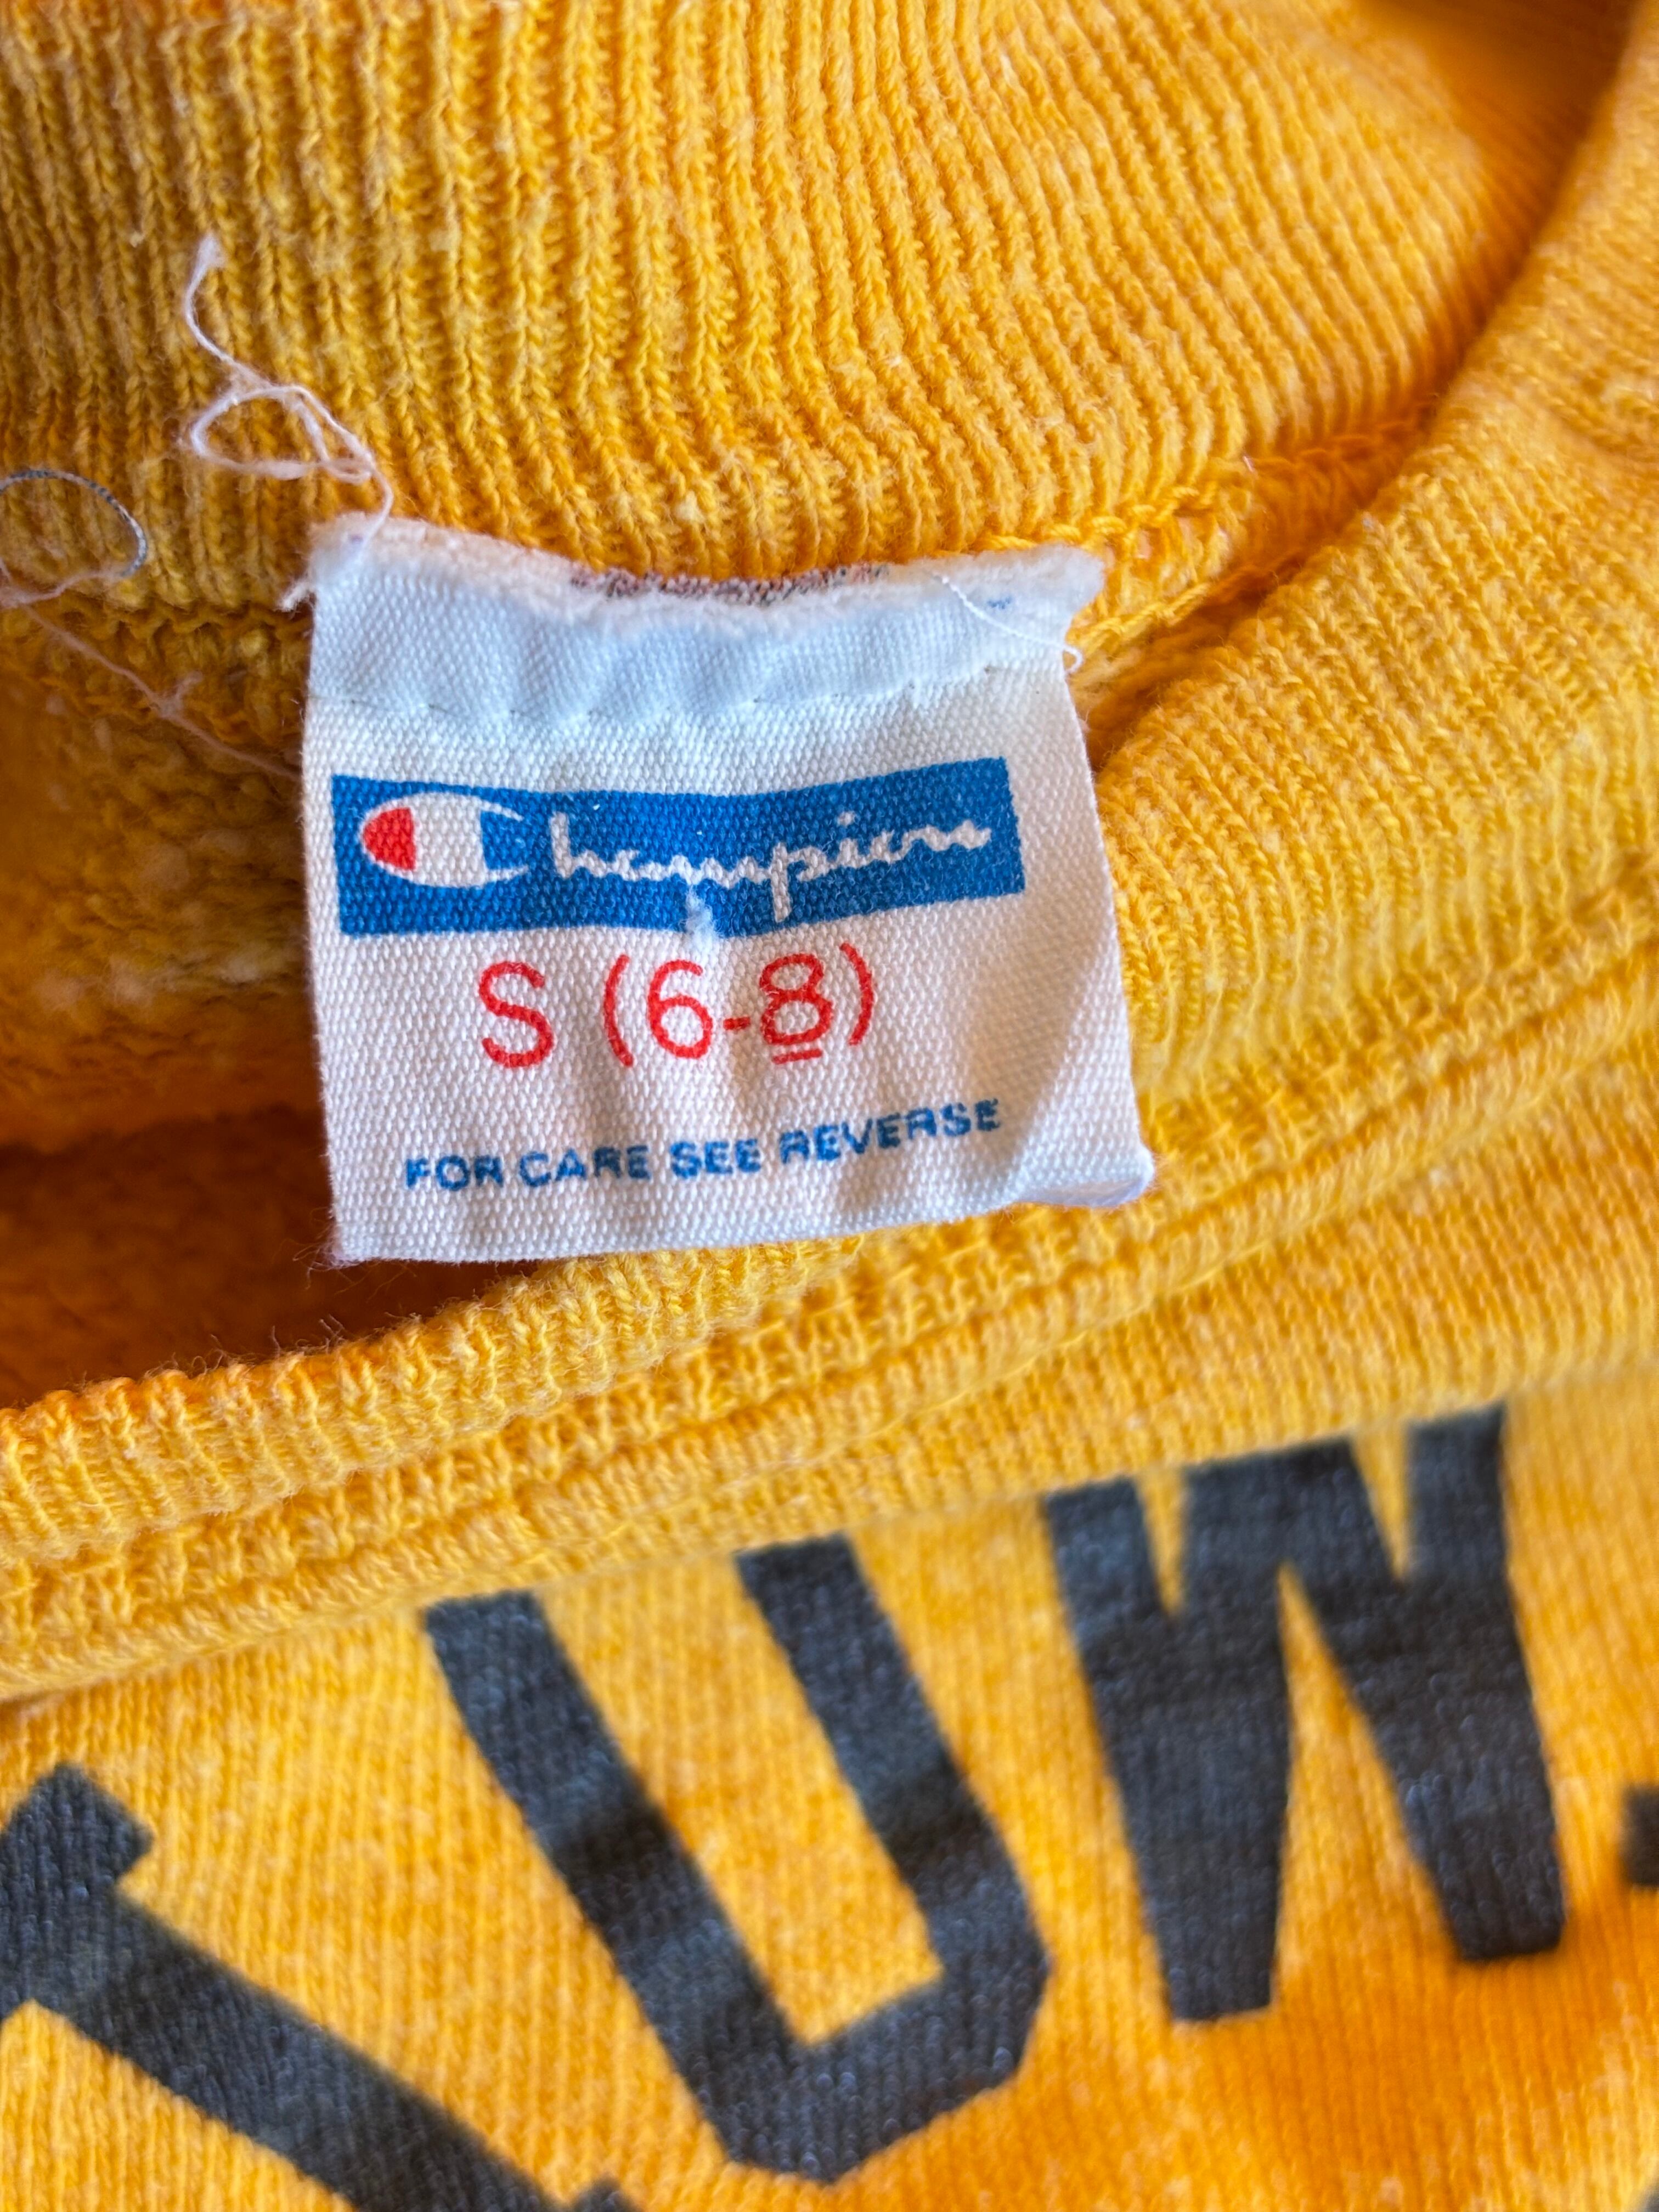 Champion
S (6-8)
FOR CARE SEE REVERSE
UW.